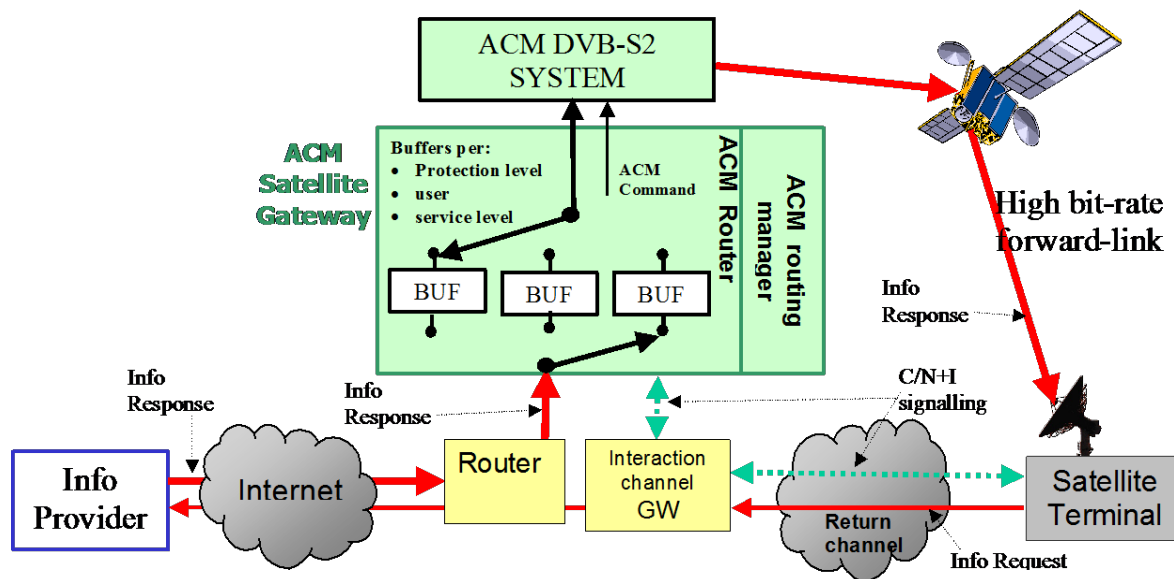 ACM DVB-S2
SYSTEM
ACM
Satellite
Gateway
Buffers per:
• Protection level
• user
• service level
ACM
Command
ACM Router
ACM routing
manager
BUF
BUF
BUF
High bit-rate
forward-link
Info
Response
Info
Response
Info
Response
C/N+I
signalling
Info
Provider
Internet
Router
Interaction
channel
GW
Return
channel
Satellite
Terminal
Info Request